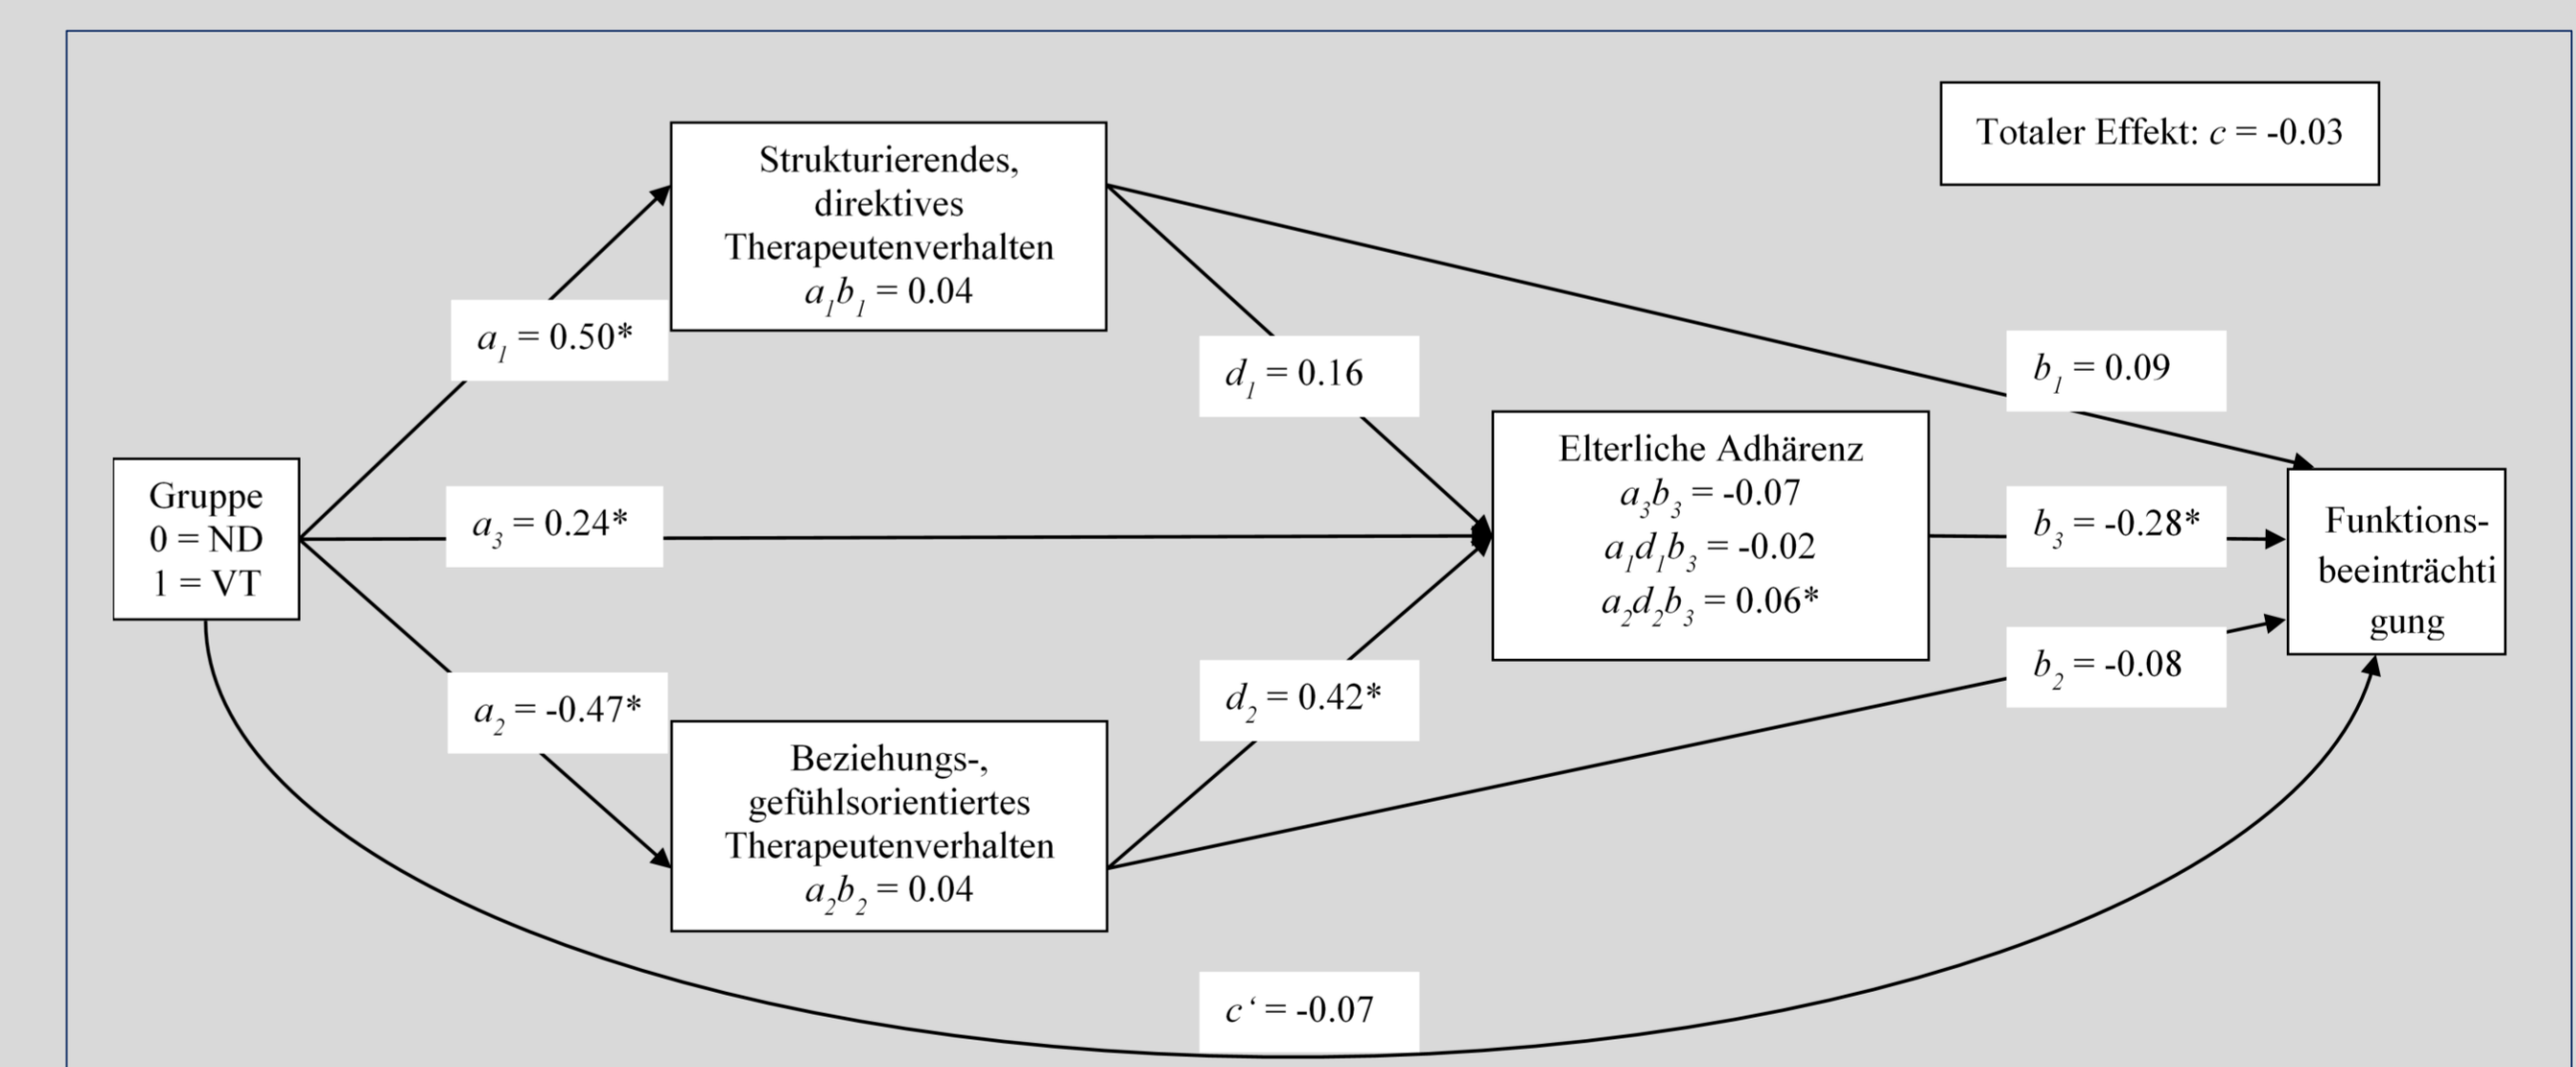 Totaler Effekt: c = -0.03
Strukturierendes,
direktives
Therapeutenverhalten
a₁b₁ = 0.04
a₁ = 0.50*
d₁ = 0.16
b₁ = 0.09
Gruppe
0 = ND
1 = VT
a₃ = 0.24*
Elterliche Adhärenz
a₃b₃ = -0.07
a₁d₁b₃ = -0.02
a₂d₂b₃ = 0.06*
b₃ = -0.28*
Funktions-
beeinträchti
gung
a₂ = -0.47*
d₂ = 0.42*
b₂ = -0.08
Beziehungs-,
gefühlsorientiertes
Therapeutenverhalten
a₂b₂ = 0.04
c‘ = -0.07